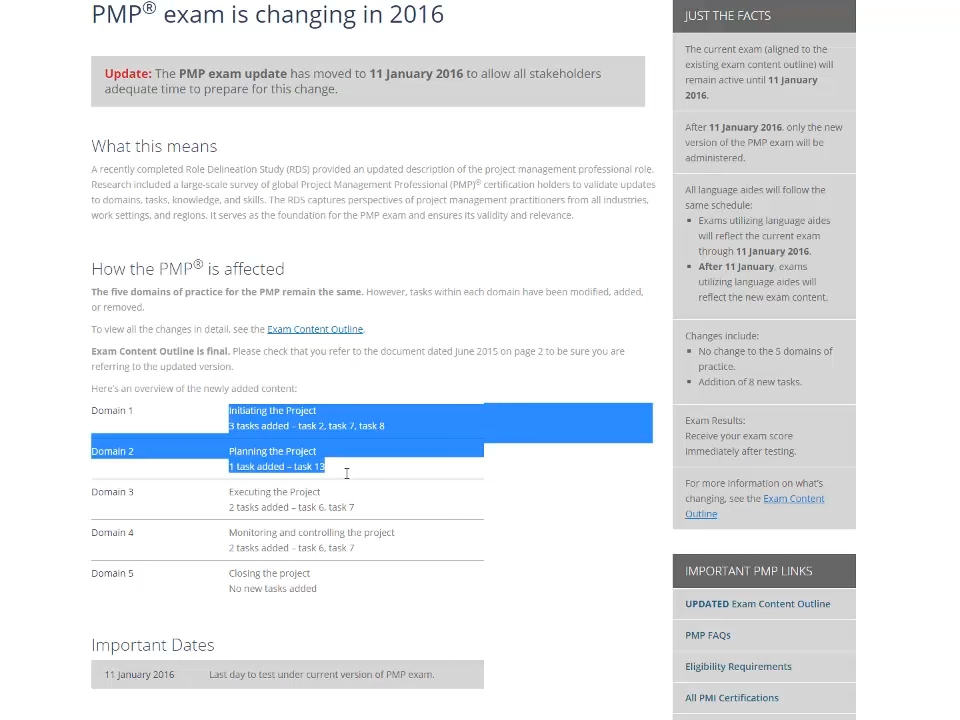 PMP® exam is changing in 2016
Update: The PMP exam update has moved to 11 January 2016 to allow all stakeholders
adequate time to prepare for this change.
What this means
A recently completed Role Delineation Study (RDS) provided an updated description of the project management professional role.
Research included a large-scale survey of global Project Management Professional (PMP)® certification holders to validate updates
to domains, tasks, knowledge, and skills. The RDS captures perspectives of project management practitioners from all industries,
work settings, and regions. It serves as the foundation for the PMP exam and ensures its validity and relevance.
How the PMP® is affected
The five domains of practice for the PMP remain the same. However, tasks within each domain have been modified, added,
or removed.
To view all the changes in detail, see the Exam Content Outline.
Exam Content Outline is final. Please check that you refer to the document dated June 2015 on page 2 to be sure you are
referring to the updated version.
Here's an overview of the newly added content:
Domain 1 Initiating the Project
3 tasks added – task 2, task 7, task 8
Domain 2 Planning the Project
1 task added – task 13
Domain 3 Executing the Project
2 tasks added – task 6, task 7
Domain 4 Monitoring and controlling the project
2 tasks added – task 6, task 7
Domain 5 Closing the project
No new tasks added
Important Dates
11 January 2016 Last day to test under current version of PMP exam.
JUST THE FACTS
The current exam (aligned to the
existing exam content outline) will
remain active until 11 January
2016.
After 11 January 2016, only the new
version of the PMP exam will be
administered.
All language aides will follow the
same schedule:
▪ Exams utilizing language aides
will reflect the current exam
through 11 January 2016.
▪ After 11 January, exams
utilizing language aides will
reflect the new exam content.
Changes include:
▪ No change to the 5 domains of
practice.
▪ Addition of 8 new tasks.
Exam Results:
Receive your exam score
immediately after testing.
For more information on what's
changing, see the Exam Content
Outline
IMPORTANT PMP LINKS
UPDATED Exam Content Outline
PMP FAQs
Eligibility Requirements
All PMI Certifications